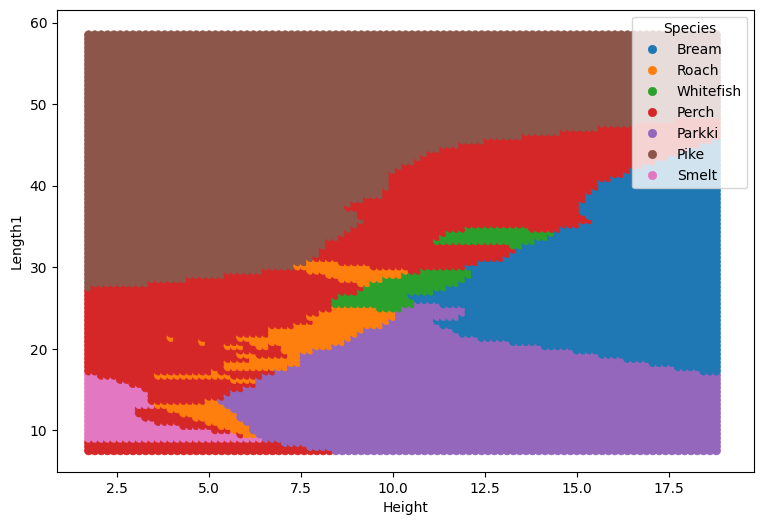 60
50
40
30
20
10
Length1
2.5 5.0 7.5 10.0 12.5 15.0 17.5
Height
Species
Bream
Roach
Whitefish
Perch
Parkki
Pike
Smelt